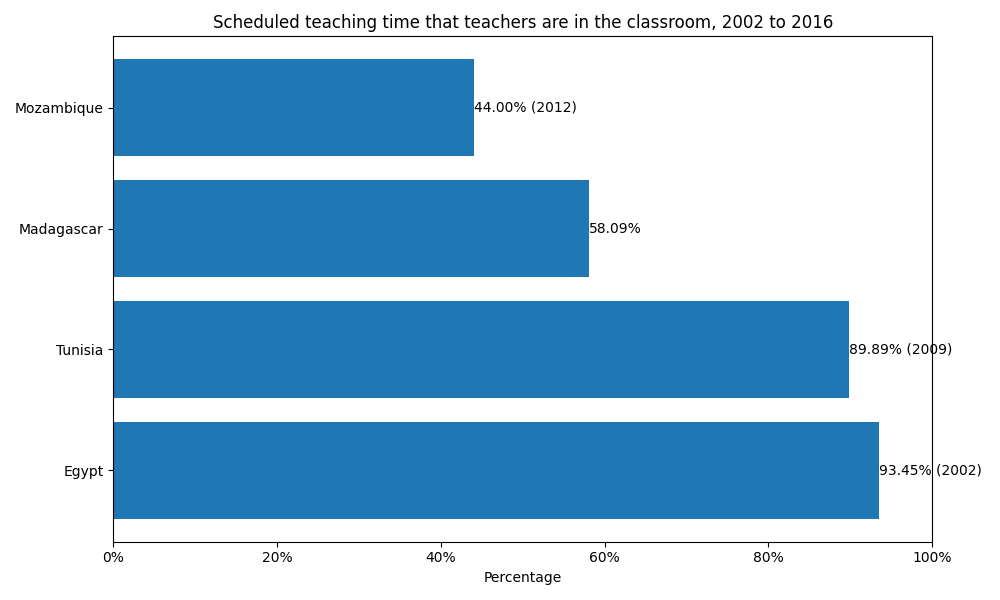 Scheduled teaching time that teachers are in the classroom, 2002 to 2016
Mozambique
44.00% (2012)
Madagascar
58.09%
Tunisia
89.89% (2009)
Egypt
93.45% (2002)
0% 20% 40% 60% 80% 100%
Percentage